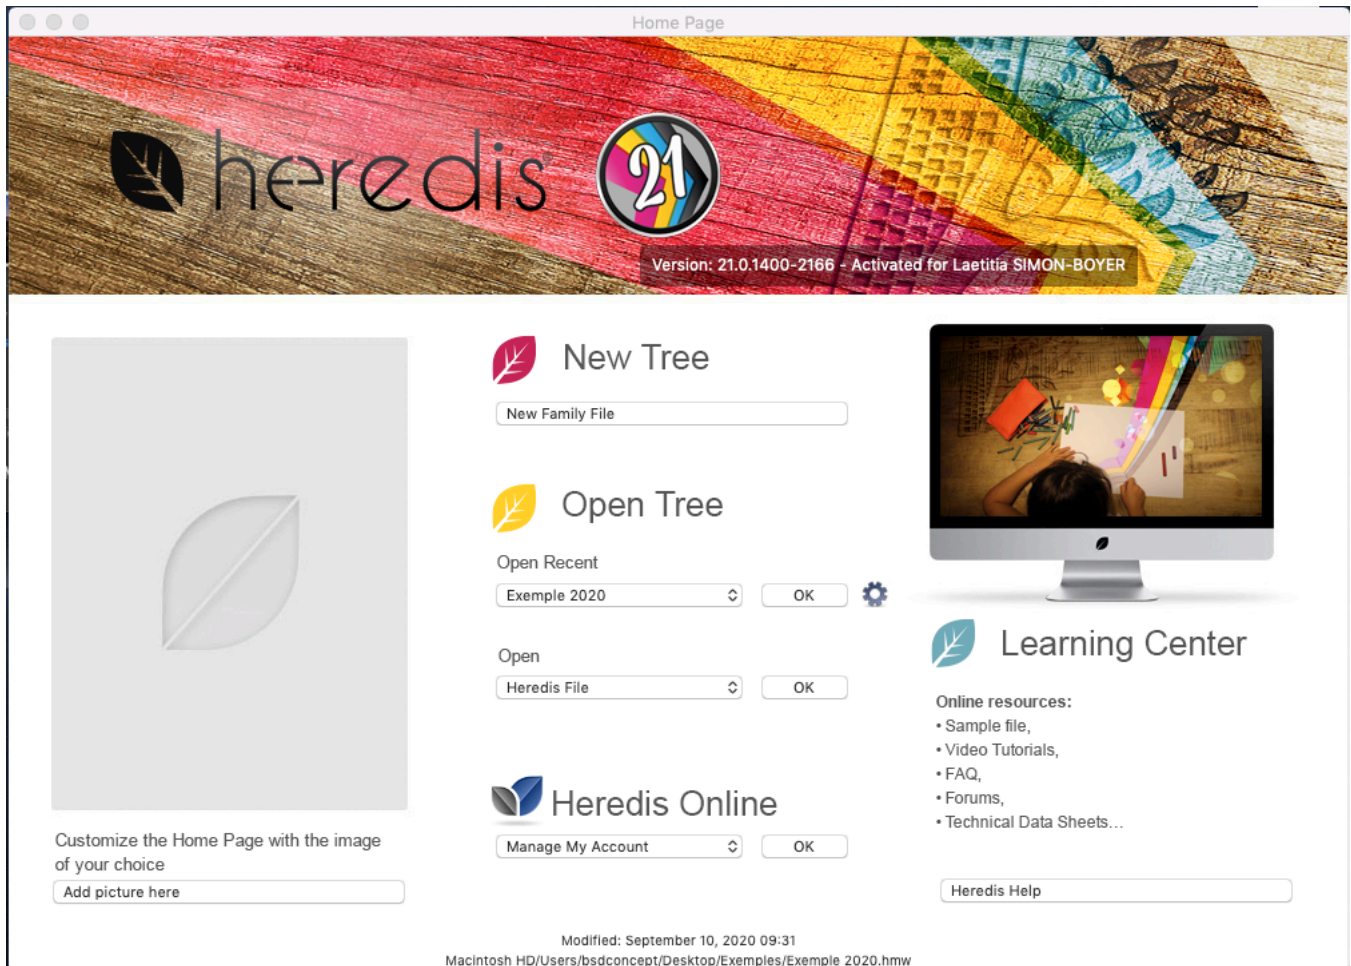 Home Page
heredis
21
Version: 21.0.1400-2166 - Activated for Laetitia SIMON-BOYER
New Tree
New Family File
Open Tree
Open Recent
Exemple 2020
OK
Open
Heredis File
OK
Heredis Online
Manage My Account
OK
Customize the Home Page with the image
of your choice
Add picture here
Learning Center
Online resources:
• Sample file,
• Video Tutorials,
• FAQ,
• Forums,
• Technical Data Sheets...
Heredis Help
Modified: September 10, 2020 09:31
Macintosh HD/Users/bsdconcept/Desktop/Exemples/Exemple 2020.hmw